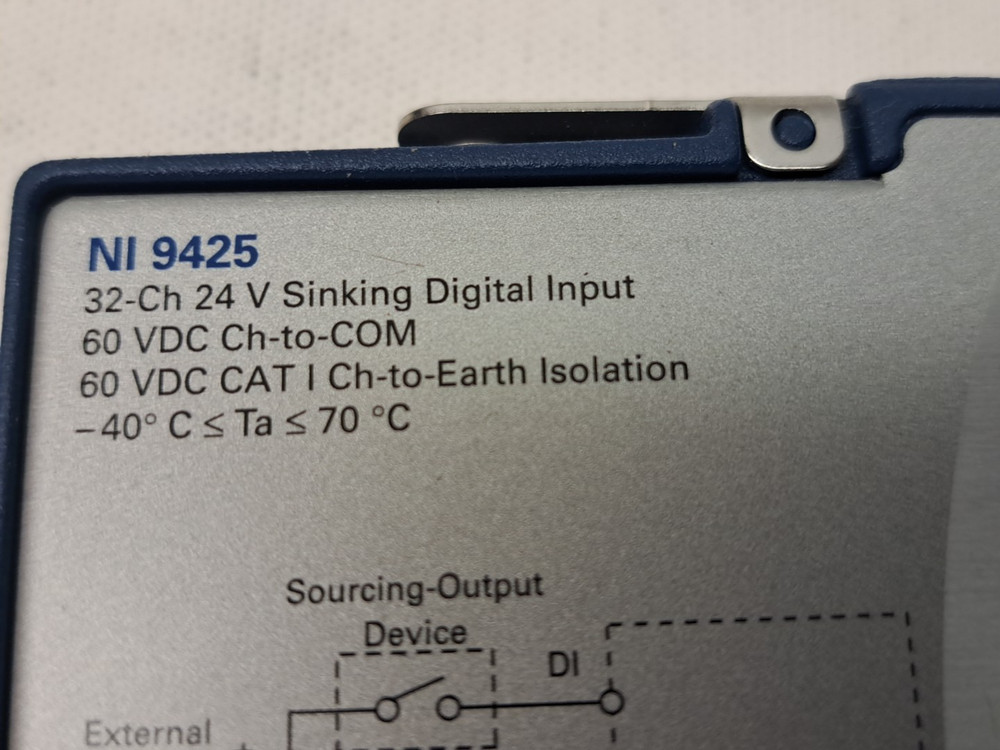 NI 9425
32-Ch 24 V Sinking Digital Input
60 VDC Ch-to-COM
60 VDC CAT I Ch-to-Earth Isolation
–40° C ≤ Ta ≤ 70 °C
Sourcing-Output
Device
DI
External
+